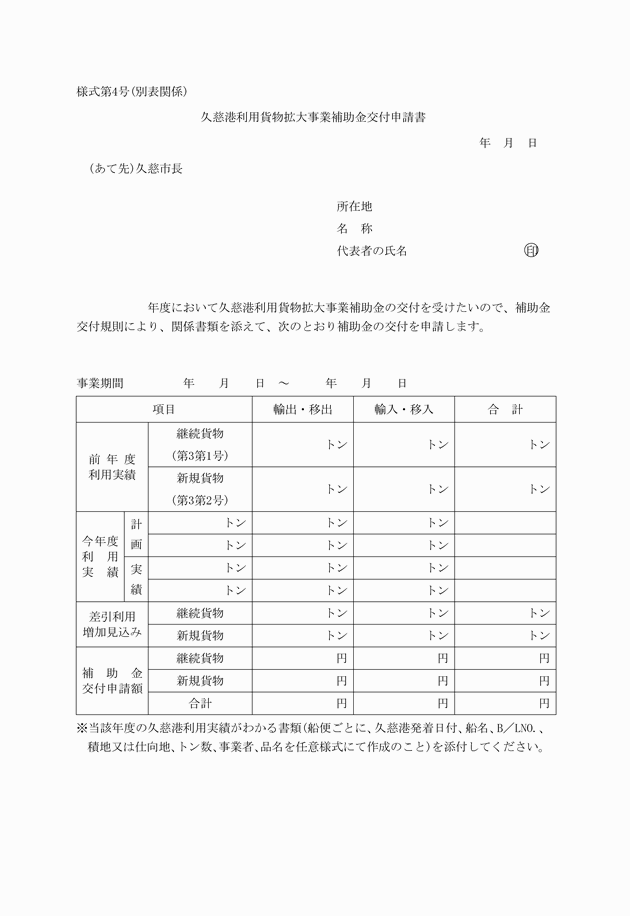 様式第4号(別表関係)
久慈港利用貨物拡大事業補助金交付申請書
年 月 日
(あて先)久慈市長
所在地
名 称
代表者の氏名 ㊞
年度において久慈港利用貨物拡大事業補助金の交付を受けたいので、補助金
交付規則により、関係書類を添えて、次のとおり補助金の交付を申請します。
事業期間 年 月 日 ～ 年 月 日
項目 輸出・移出 輸入・移入 合 計
前年度
利用実績
継続貨物
(第3第1号)
トン トン トン
新規貨物
(第3第2号)
トン トン トン
今年度
利用
実績
計
画
トン トン トン
トン トン トン
実
績
トン トン トン
トン トン トン
差引利用
増加見込み
継続貨物 トン トン トン
新規貨物 トン トン トン
補助金
交付申請額
継続貨物 円 円 円
新規貨物 円 円 円
合計 円 円 円
※当該年度の久慈港利用実績がわかる書類(船便ごとに、久慈港発着日付、船名、B／LNO.、
積地又は仕向地、トン数、事業者、品名を任意様式にて作成のこと)を添付してください。